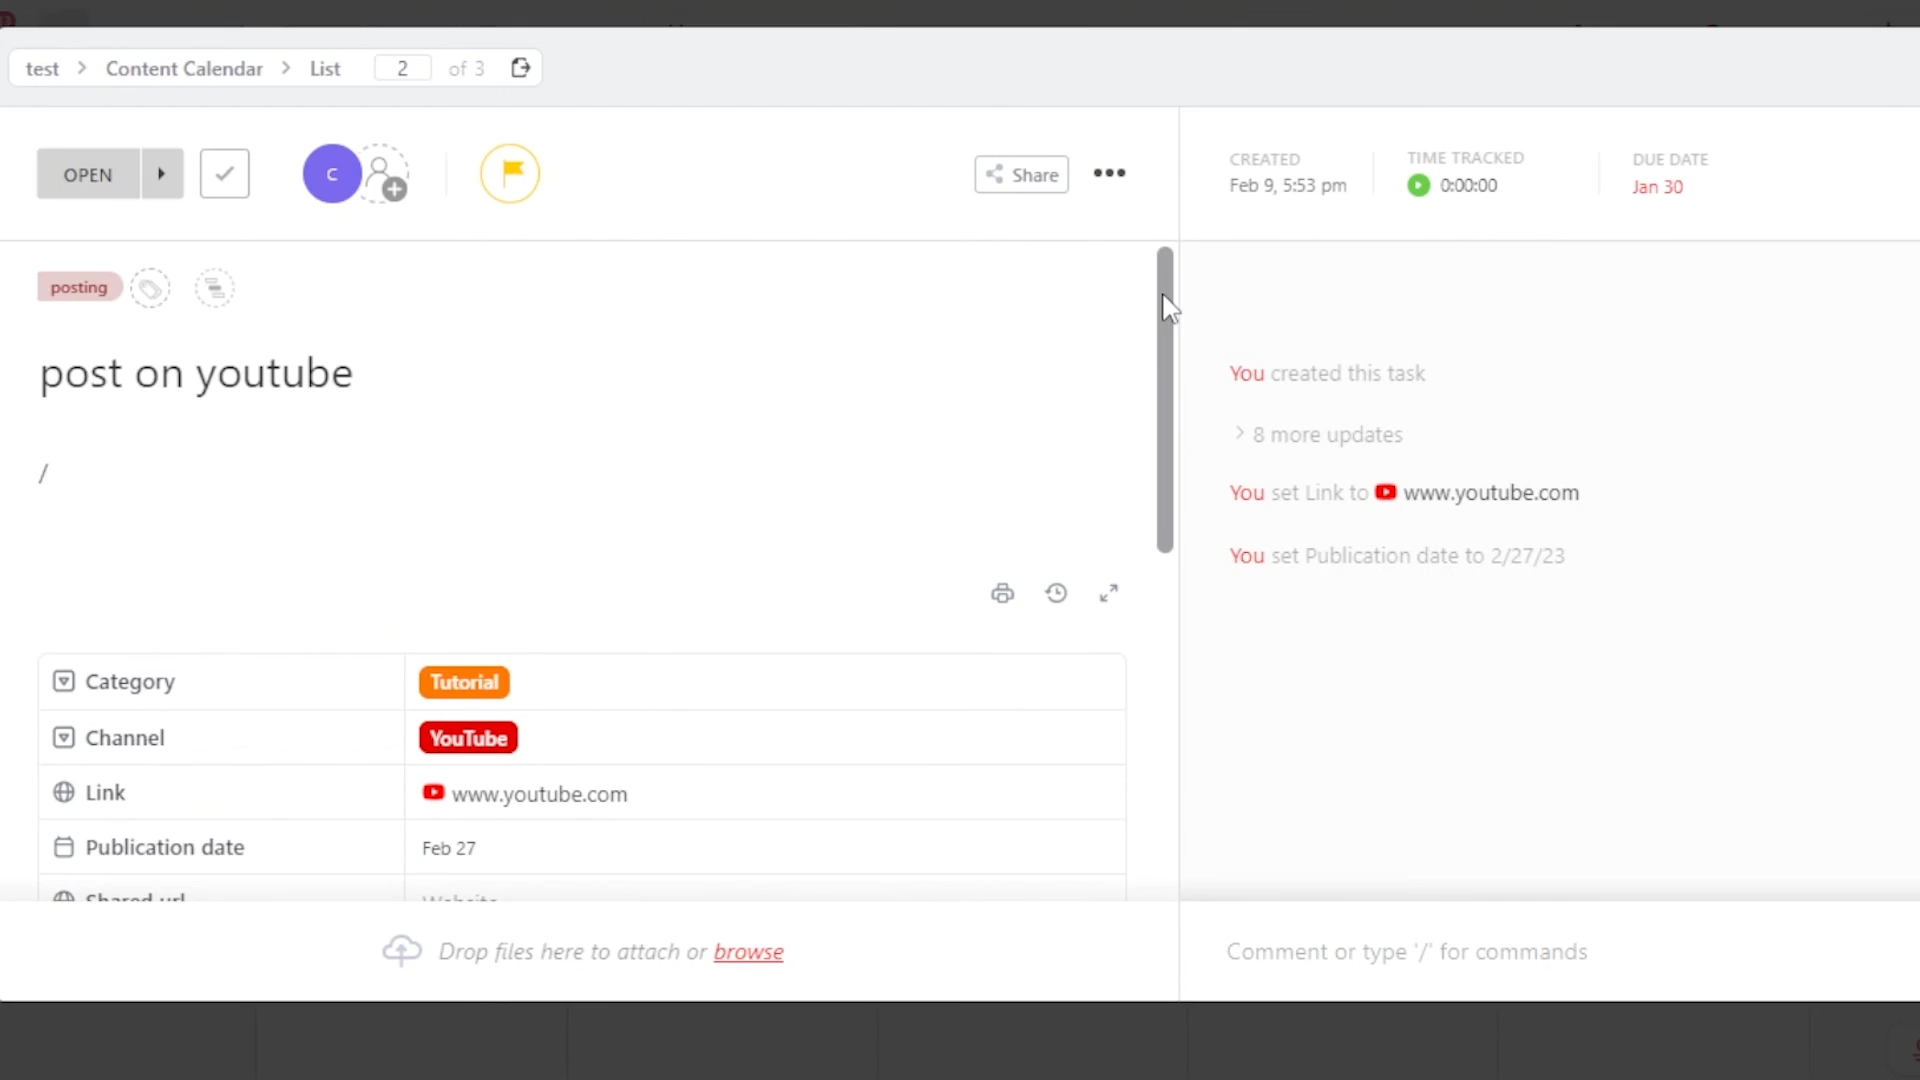 test > Content Calendar > List 2 of 3
OPEN
C
Share
CREATED
Feb 9, 5:53 pm
TIME TRACKED
0:00:00
DUE DATE
Jan 30
posting
post on youtube
/
You created this task
> 8 more updates
You set Link to www.youtube.com
You set Publication date to 2/27/23
Category Tutorial
Channel YouTube
Link www.youtube.com
Publication date Feb 27
Shared url Website
Drop files here to attach or browse
Comment or type '/' for commands